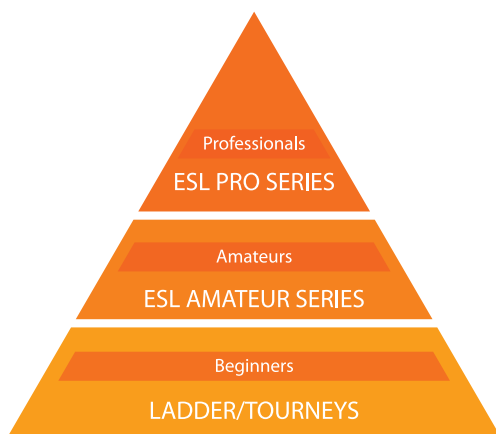 Professionals
ESL PRO SERIES
Amateurs
ESL AMATEUR SERIES
Beginners
LADDER/TOURNEYS